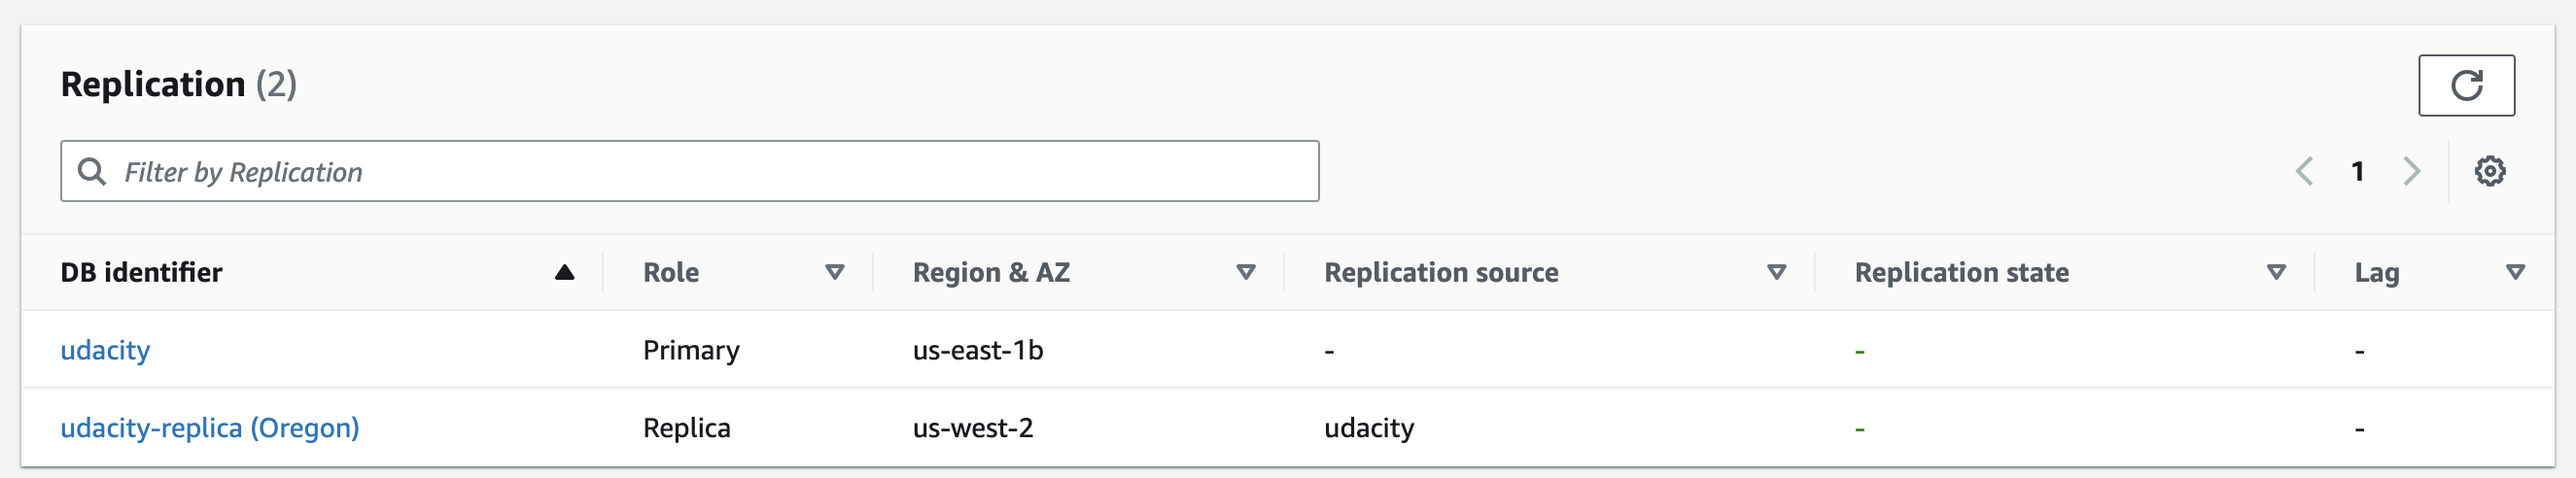 Replication (2)
Filter by Replication
1
DB identifier Role Region & AZ Replication source Replication state Lag
udacity Primary us-east-1b - - -
udacity-replica (Oregon) Replica us-west-2 udacity - -